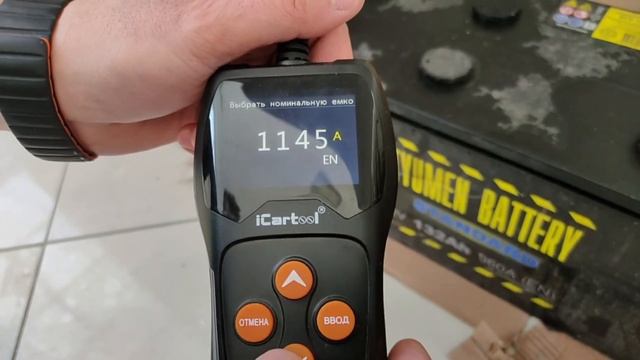 Выбрать номинальную емко
1145 A
EN
iCartool
ОТМЕНА
ВВОД
TYUMEN BATTERY
STANDARD
132Ah 960A (EN)